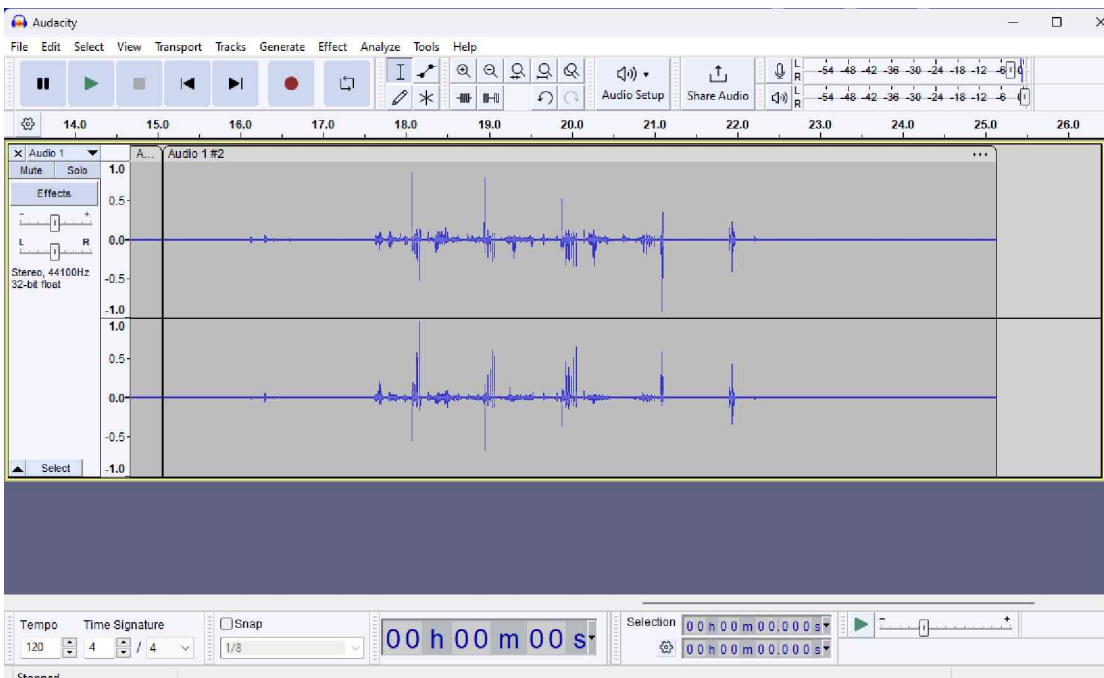 Audacity
File Edit Select View Transport Tracks Generate Effect Analyze Tools Help
Audio Setup
Share Audio
L
R
-54 -48 -42 -36 -30 -24 -18 -12 -6 0
L
R
-54 -48 -42 -36 -30 -24 -18 -12 -6
14.0 15.0 16.0 17.0 18.0 19.0 20.0 21.0 22.0 23.0 24.0 25.0 26.0
Audio 1
A... Audio 1 #2
Mute Solo
Effects
- +
L R
Stereo, 44100Hz
32-bit float
Select
1.0
0.5
0.0
-0.5
-1.0
1.0
0.5
0.0
-0.5
-1.0
Tempo
120
Time Signature
4 / 4
Snap
1/8
00 h 00 m 00 s
Selection
00 h 00 m 00.000 s
00 h 00 m 00.000 s
- +
Stopped